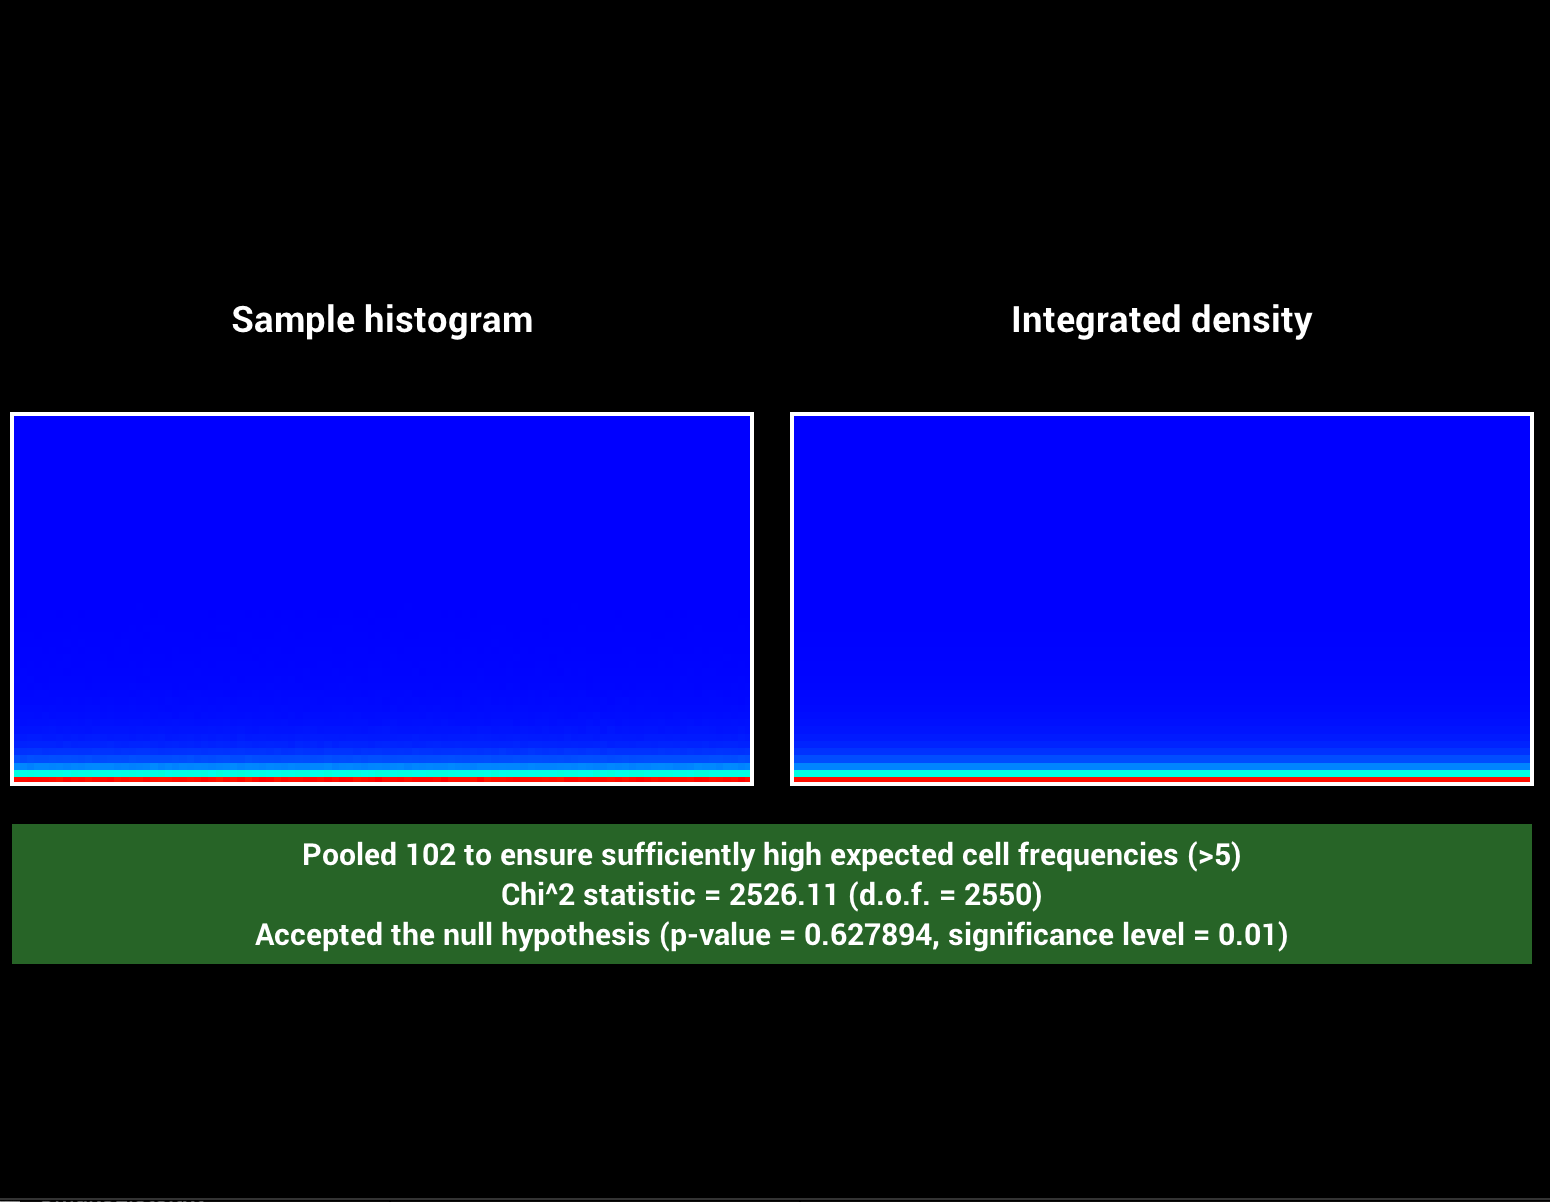 Sample histogram
Integrated density
Pooled 102 to ensure sufficiently high expected cell frequencies (>5)
Chi^2 statistic = 2526.11 (d.o.f. = 2550)
Accepted the null hypothesis (p-value = 0.627894, significance level = 0.01)